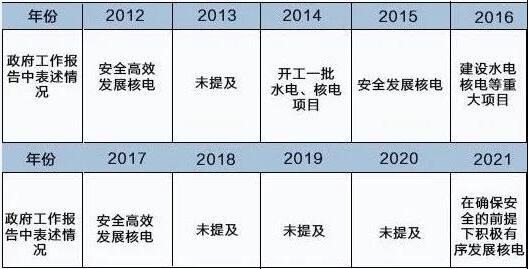 年份 2012 2013 2014 2015 2016
政府工作报
告中表述情
况
安全高效
发展核电
未提及
开工一批
水电、核电
项目
安全发展核电
建设水电
核电等重
大项目
年份 2017 2018 2019 2020 2021
政府工作报
告中表述情
况
安全高效
发展核电
未提及
未提及
未提及
在确保安
全的前提
下积极有
序发展核电